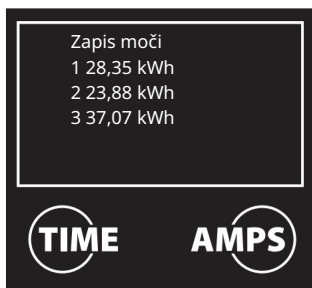 Zapis moči
1 28,35 kWh
2 23,88 kWh
3 37,07 kWh
TIME AMPS